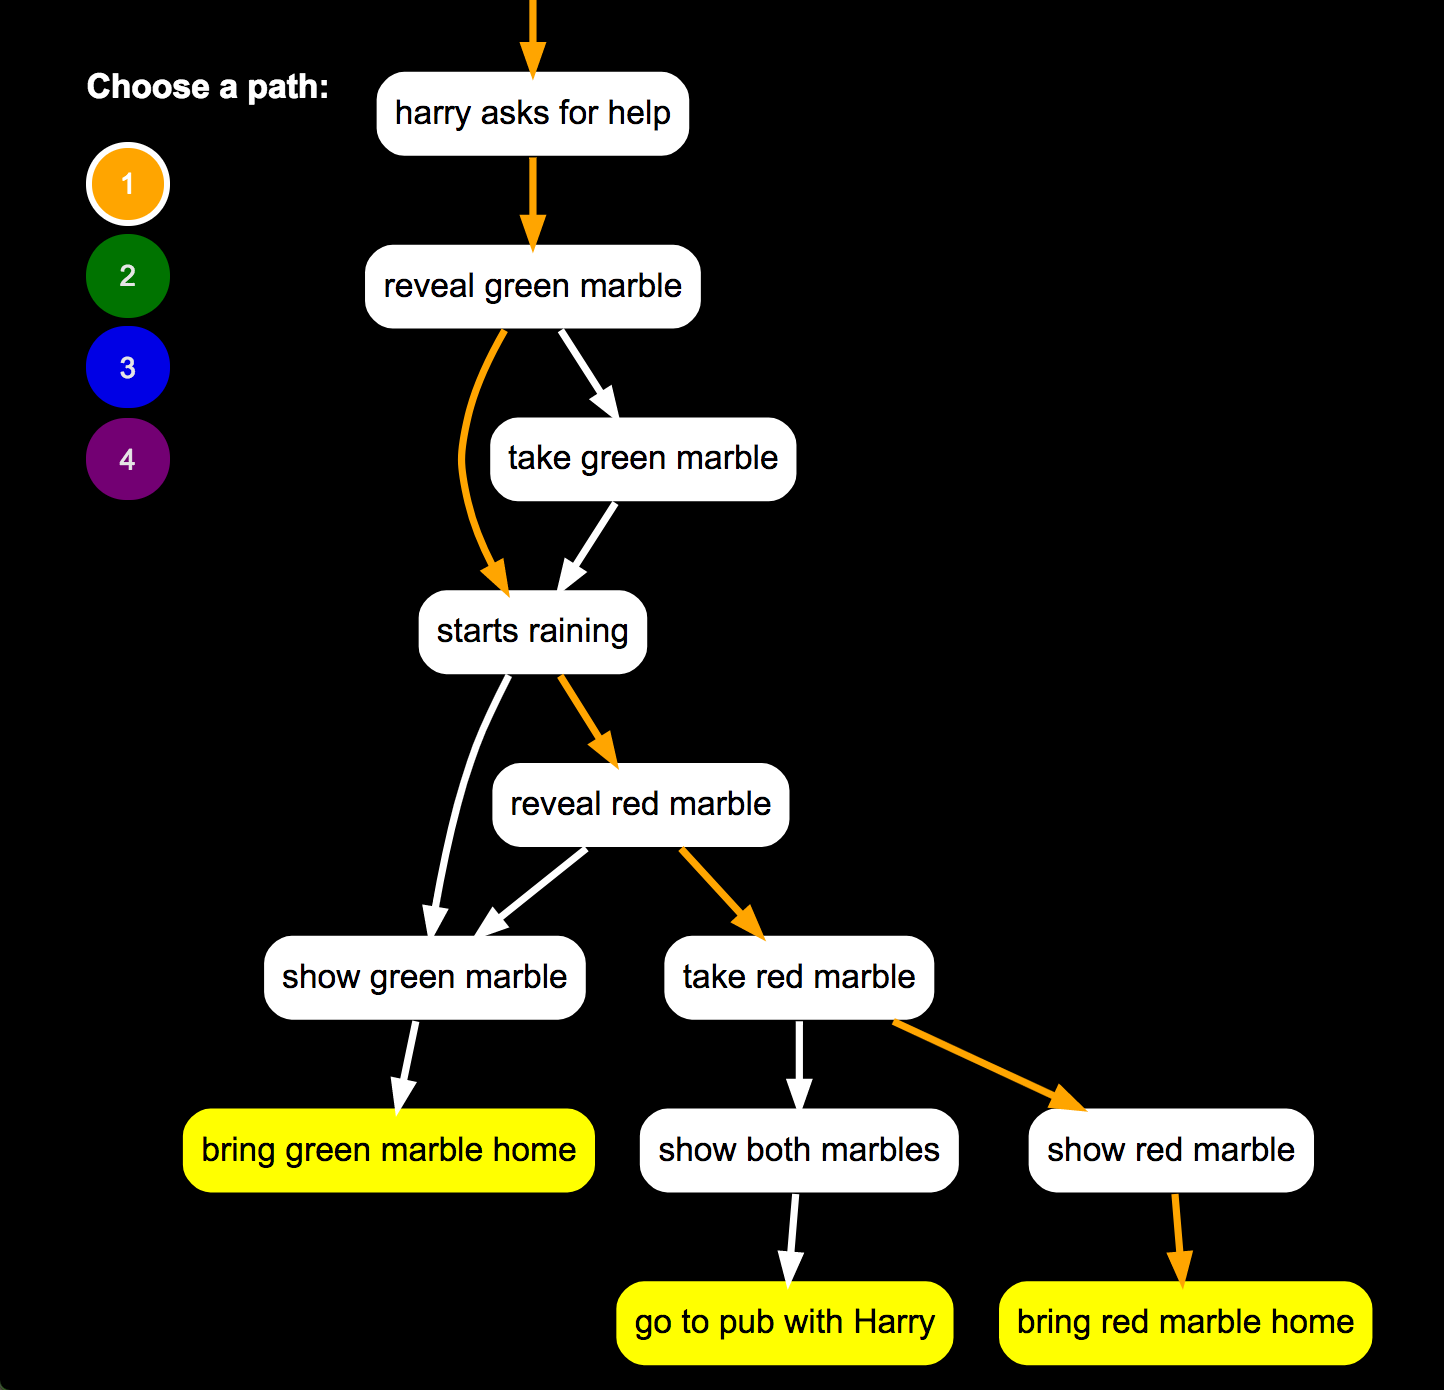 Choose a path:
1
2
3
4
harry asks for help
reveal green marble
take green marble
starts raining
reveal red marble
show green marble
take red marble
bring green marble home
show both marbles
show red marble
go to pub with Harry
bring red marble home